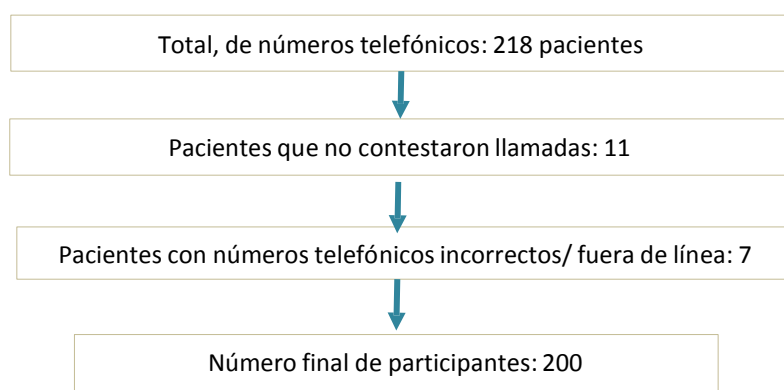 Total, de números telefónicos: 218 pacientes
Pacientes que no contestaron llamadas: 11
Pacientes con números telefónicos incorrectos/ fuera de línea: 7
Número final de participantes: 200